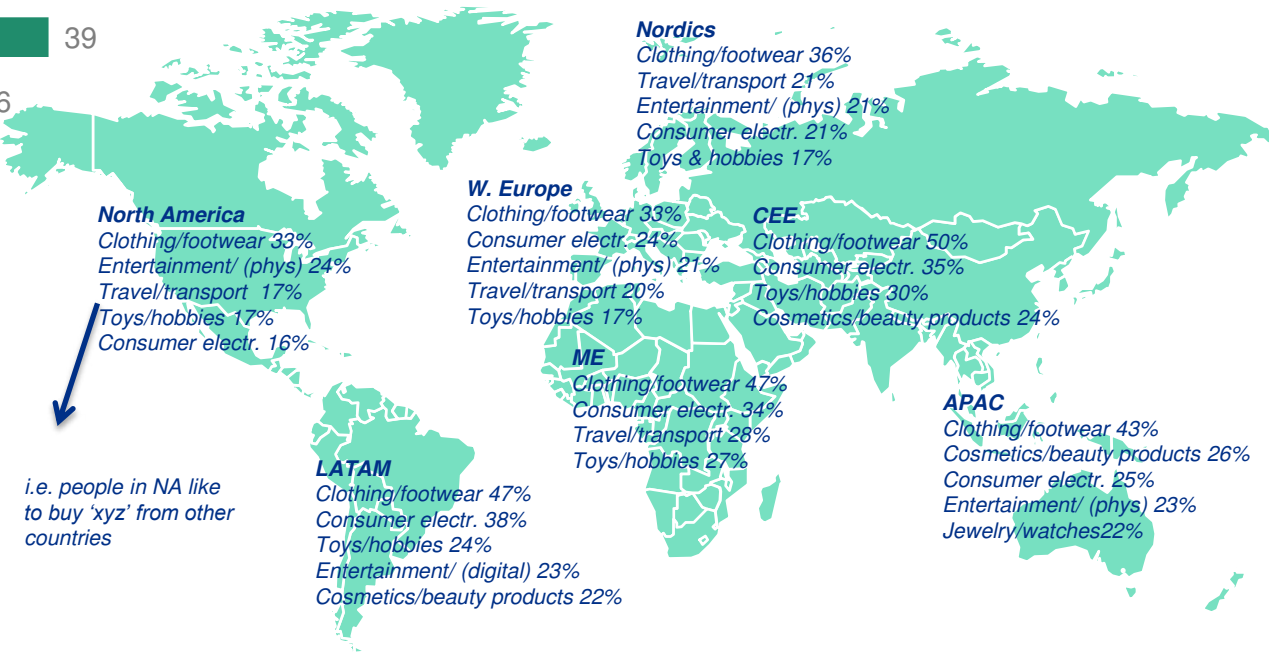 39
6
Nordics
Clothing/footwear 36%
Travel/transport 21%
Entertainment/ (phys) 21%
Consumer electr. 21%
Toys & hobbies 17%
W. Europe
Clothing/footwear 33%
Consumer electr. 24%
Entertainment/ (phys) 21%
Travel/transport 20%
Toys/hobbies 17%
North America
Clothing/footwear 33%
Entertainment/ (phys) 24%
Travel/transport 17%
Toys/hobbies 17%
Consumer electr. 16%
CEE
Clothing/footwear 50%
Consumer electr. 35%
Toys/hobbies 30%
Cosmetics/beauty products 24%
ME
Clothing/footwear 47%
Consumer electr. 34%
Travel/transport 28%
Toys/hobbies 27%
APAC
Clothing/footwear 43%
Cosmetics/beauty products 26%
Consumer electr. 25%
Entertainment/ (phys) 23%
Jewelry/watches22%
LATAM
Clothing/footwear 47%
Consumer electr. 38%
Toys/hobbies 24%
Entertainment/ (digital) 23%
Cosmetics/beauty products 22%
i.e. people in NA like
to buy ‘xyz’ from other
countries